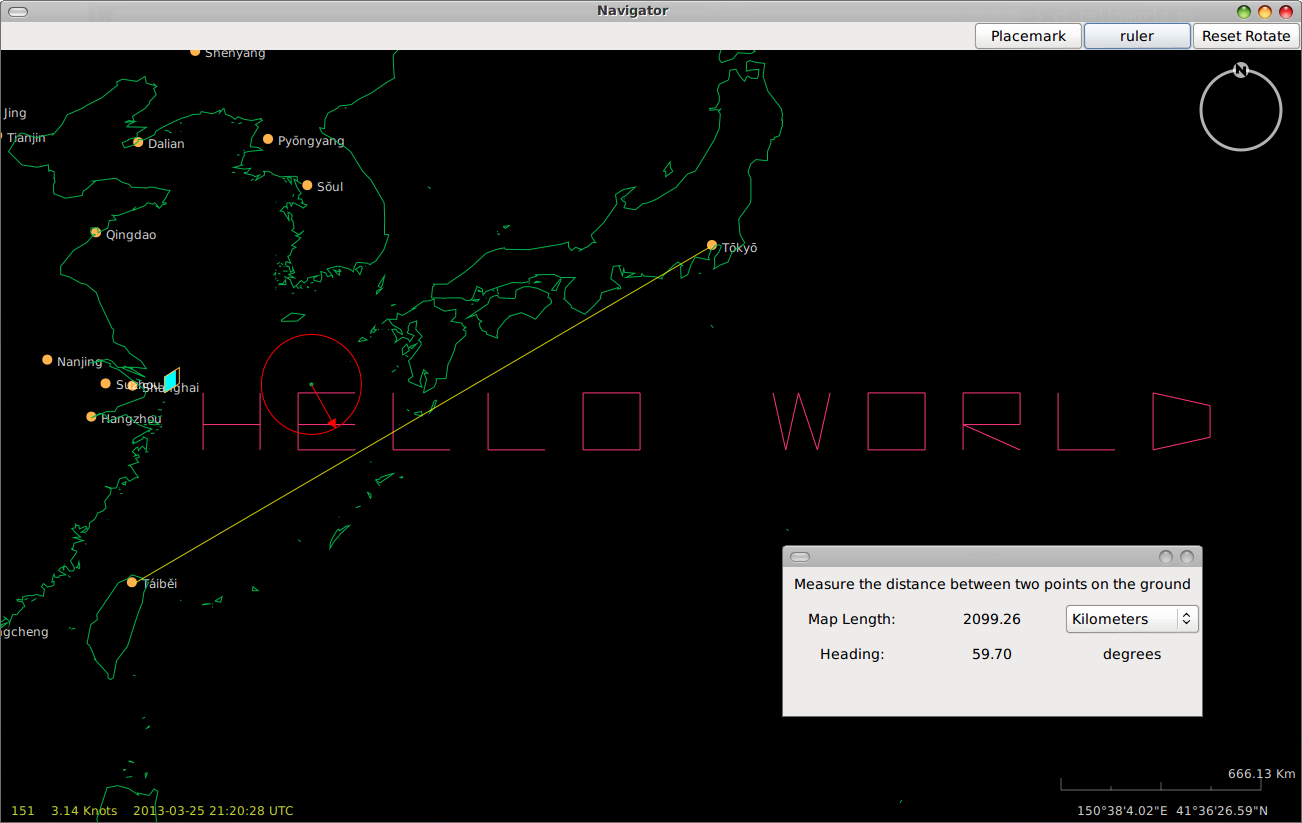 Navigator
Placemark ruler Reset Rotate
N
Shenyang
Jing
Tianjin
Dalian
Pyŏngyang
Sŏul
Qingdao
Tōkyō
Nanjing
Suzhou
Shanghai
Hangzhou
HELLO WORLD
Measure the distance between two points on the ground
Map Length: 2099.26 Kilometers
Heading: 59.70 degrees
Táiběi
ngcheng
666.13 Km
151 3.14 Knots 2013-03-25 21:20:28 UTC
150°38'4.02"E 41°36'26.59"N